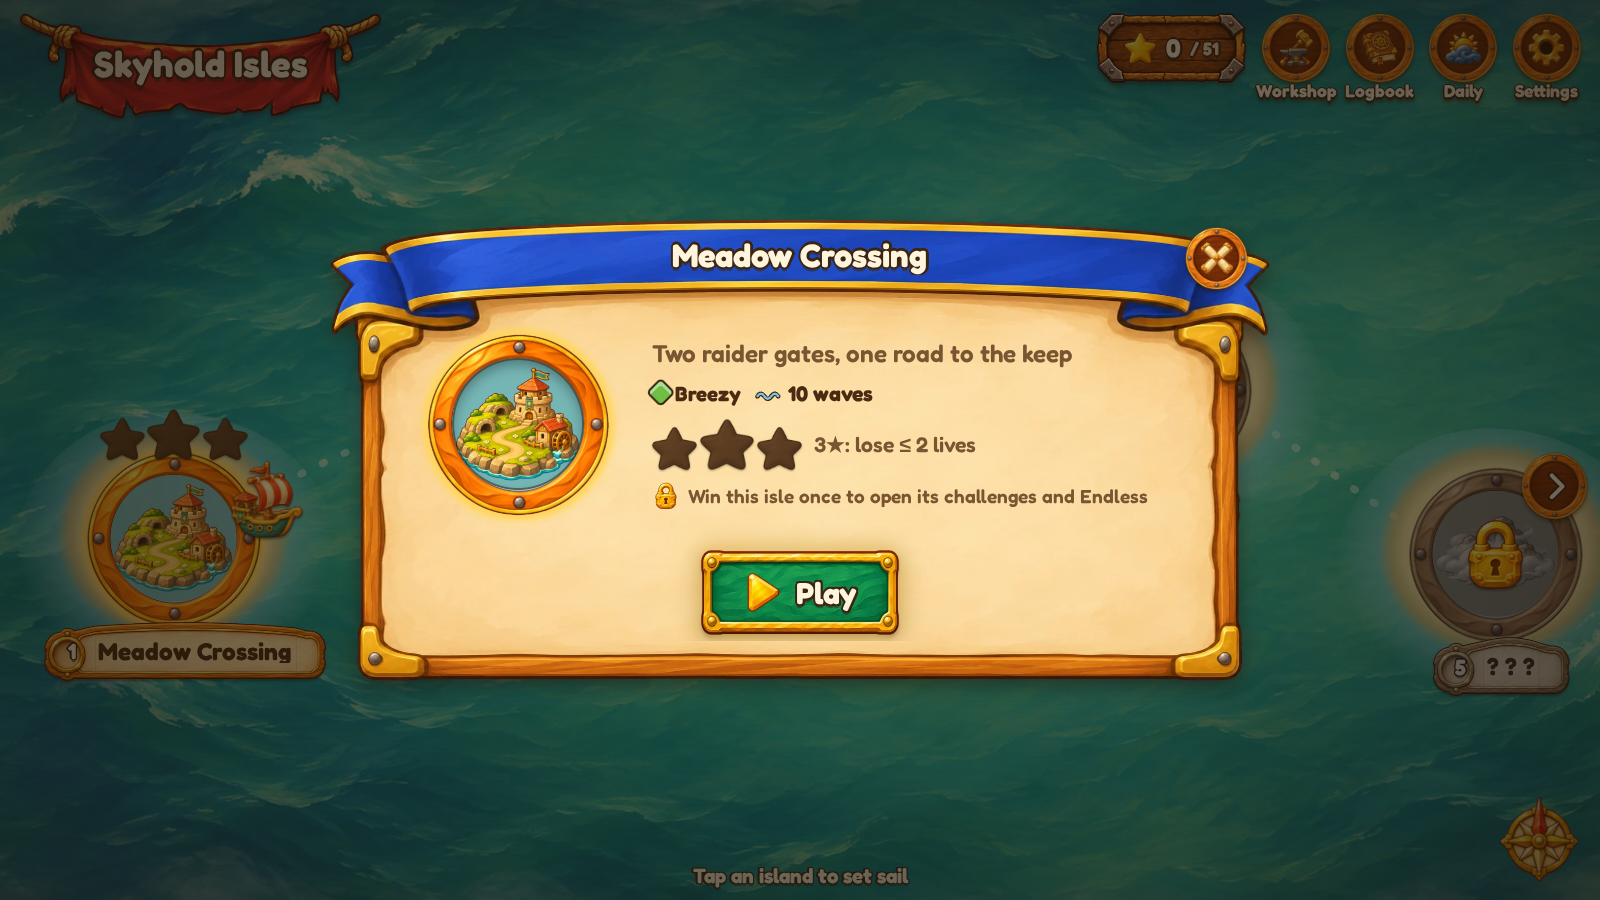 Skyhold Isles
0 / 51
Workshop
Logbook
Daily
Settings
Meadow Crossing
Two raider gates, one road to the keep
Breezy
10 waves
3★: lose ≤ 2 lives
Win this isle once to open its challenges and Endless
Play
1 Meadow Crossing
5 ? ? ?
Tap an island to set sail